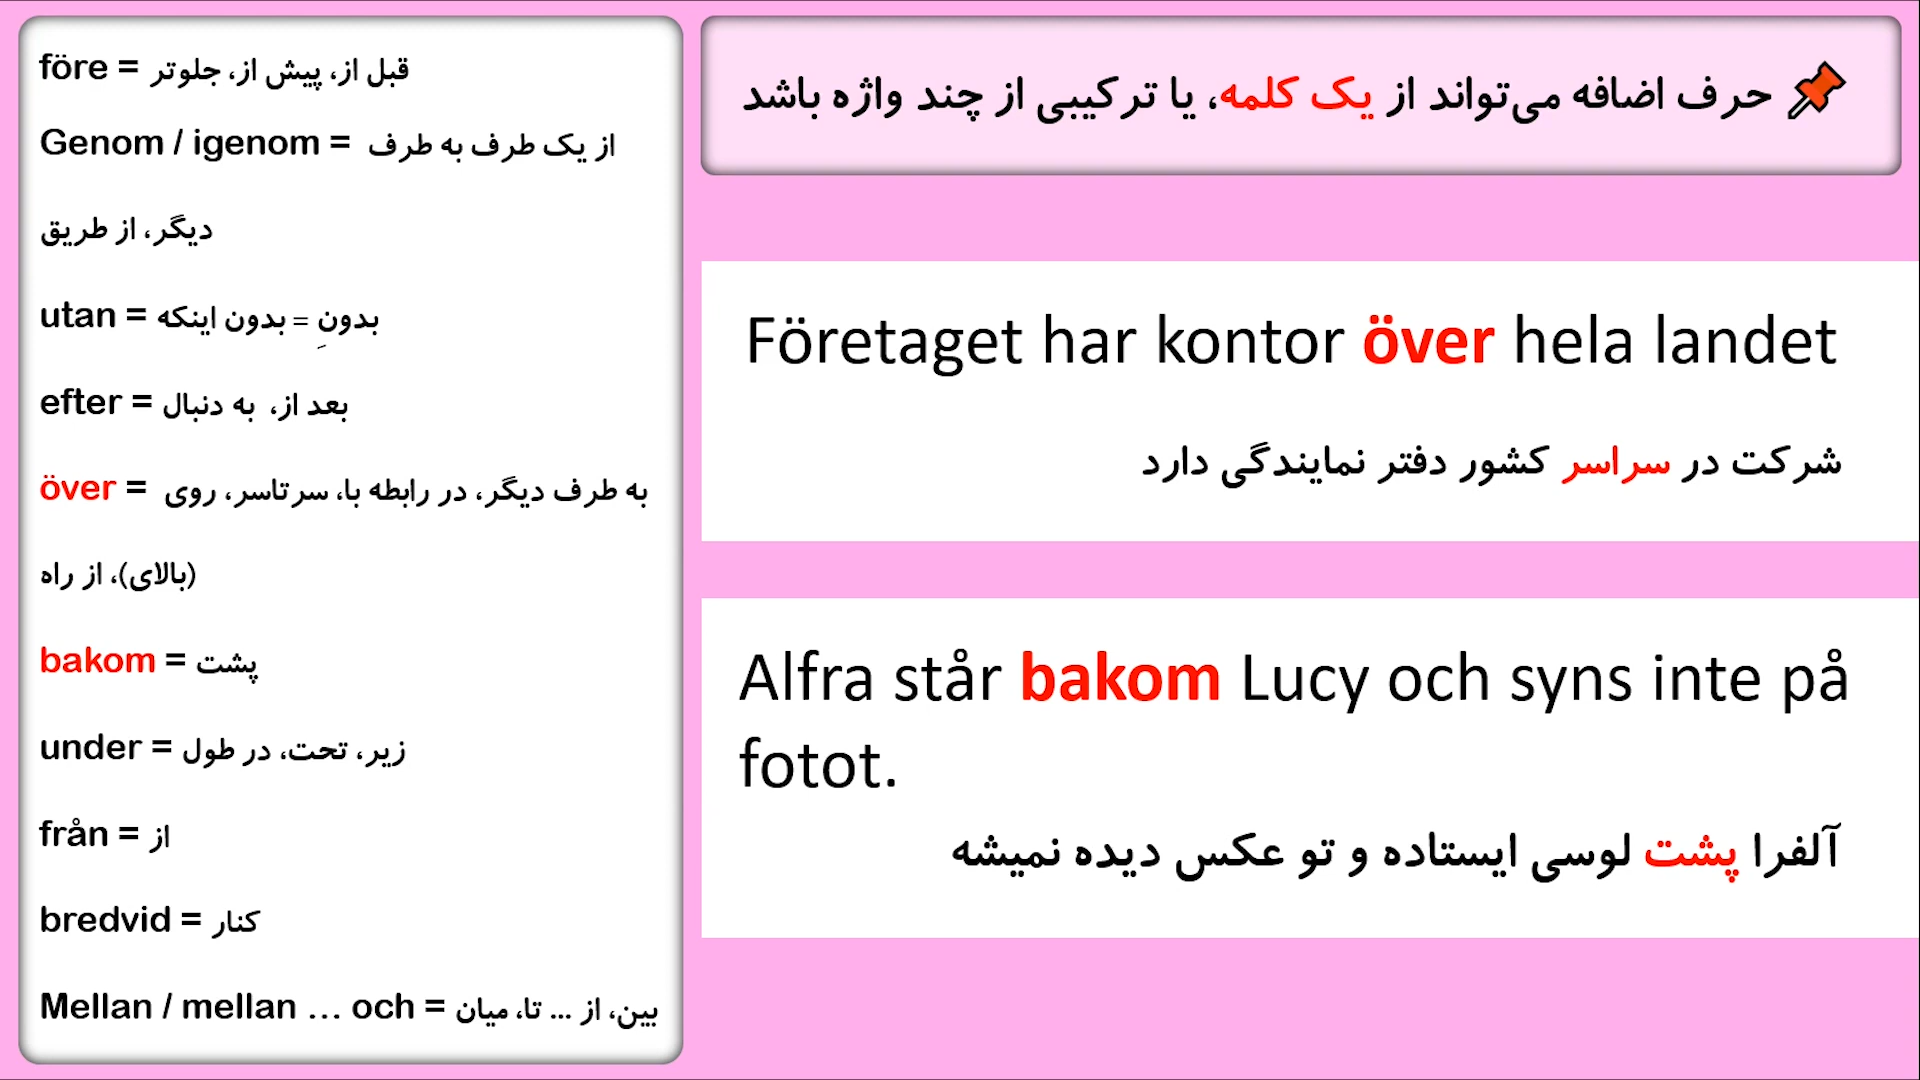 före = قبل از، پیش از، جلوتر
Genom / igenom = از یک طرف به طرف
دیگر، از طریق
utan = بدونِ = بدون اینکه
efter = بعد از، به دنبال
över = به طرف دیگر، در رابطه با، سرتاسر، روی
(بالای)، از راه
bakom = پشت
under = زیر، تحت، در طول
från = از
bredvid = کنار
Mellan / mellan … och = بین، از ... تا، میان
حرف اضافه می‌تواند از یک کلمه، یا ترکیبی از چند واژه باشد
Företaget har kontor över hela landet
شرکت در سراسر کشور دفتر نمایندگی دارد
Alfra står bakom Lucy och syns inte på
fotot.
آلفرا پشت لوسی ایستاده و تو عکس دیده نمیشه